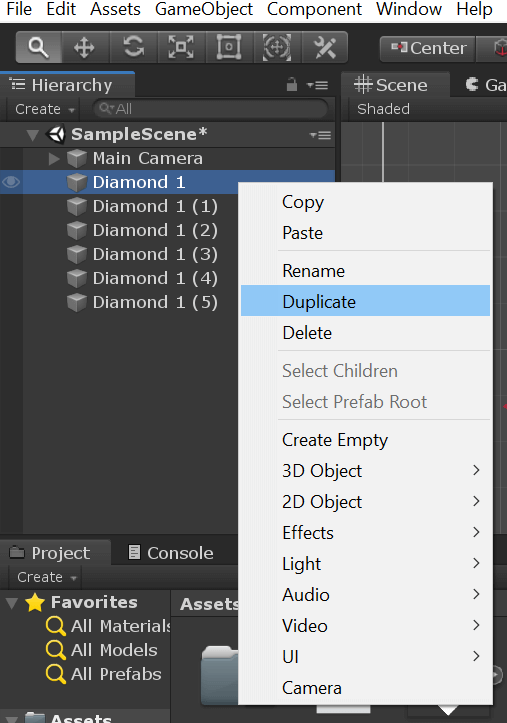 File Edit Assets GameObject Component Window Help
Center
Hierarchy
Scene
Create
All
Shaded
SampleScene*
Main Camera
Diamond 1
Diamond 1 (1)
Diamond 1 (2)
Diamond 1 (3)
Diamond 1 (4)
Diamond 1 (5)
Copy
Paste
Rename
Duplicate
Delete
Select Children
Select Prefab Root
Create Empty
3D Object
2D Object
Effects
Light
Audio
Video
UI
Camera
Project
Console
Create
Favorites
All Materials
All Models
All Prefabs
Assets
Assets